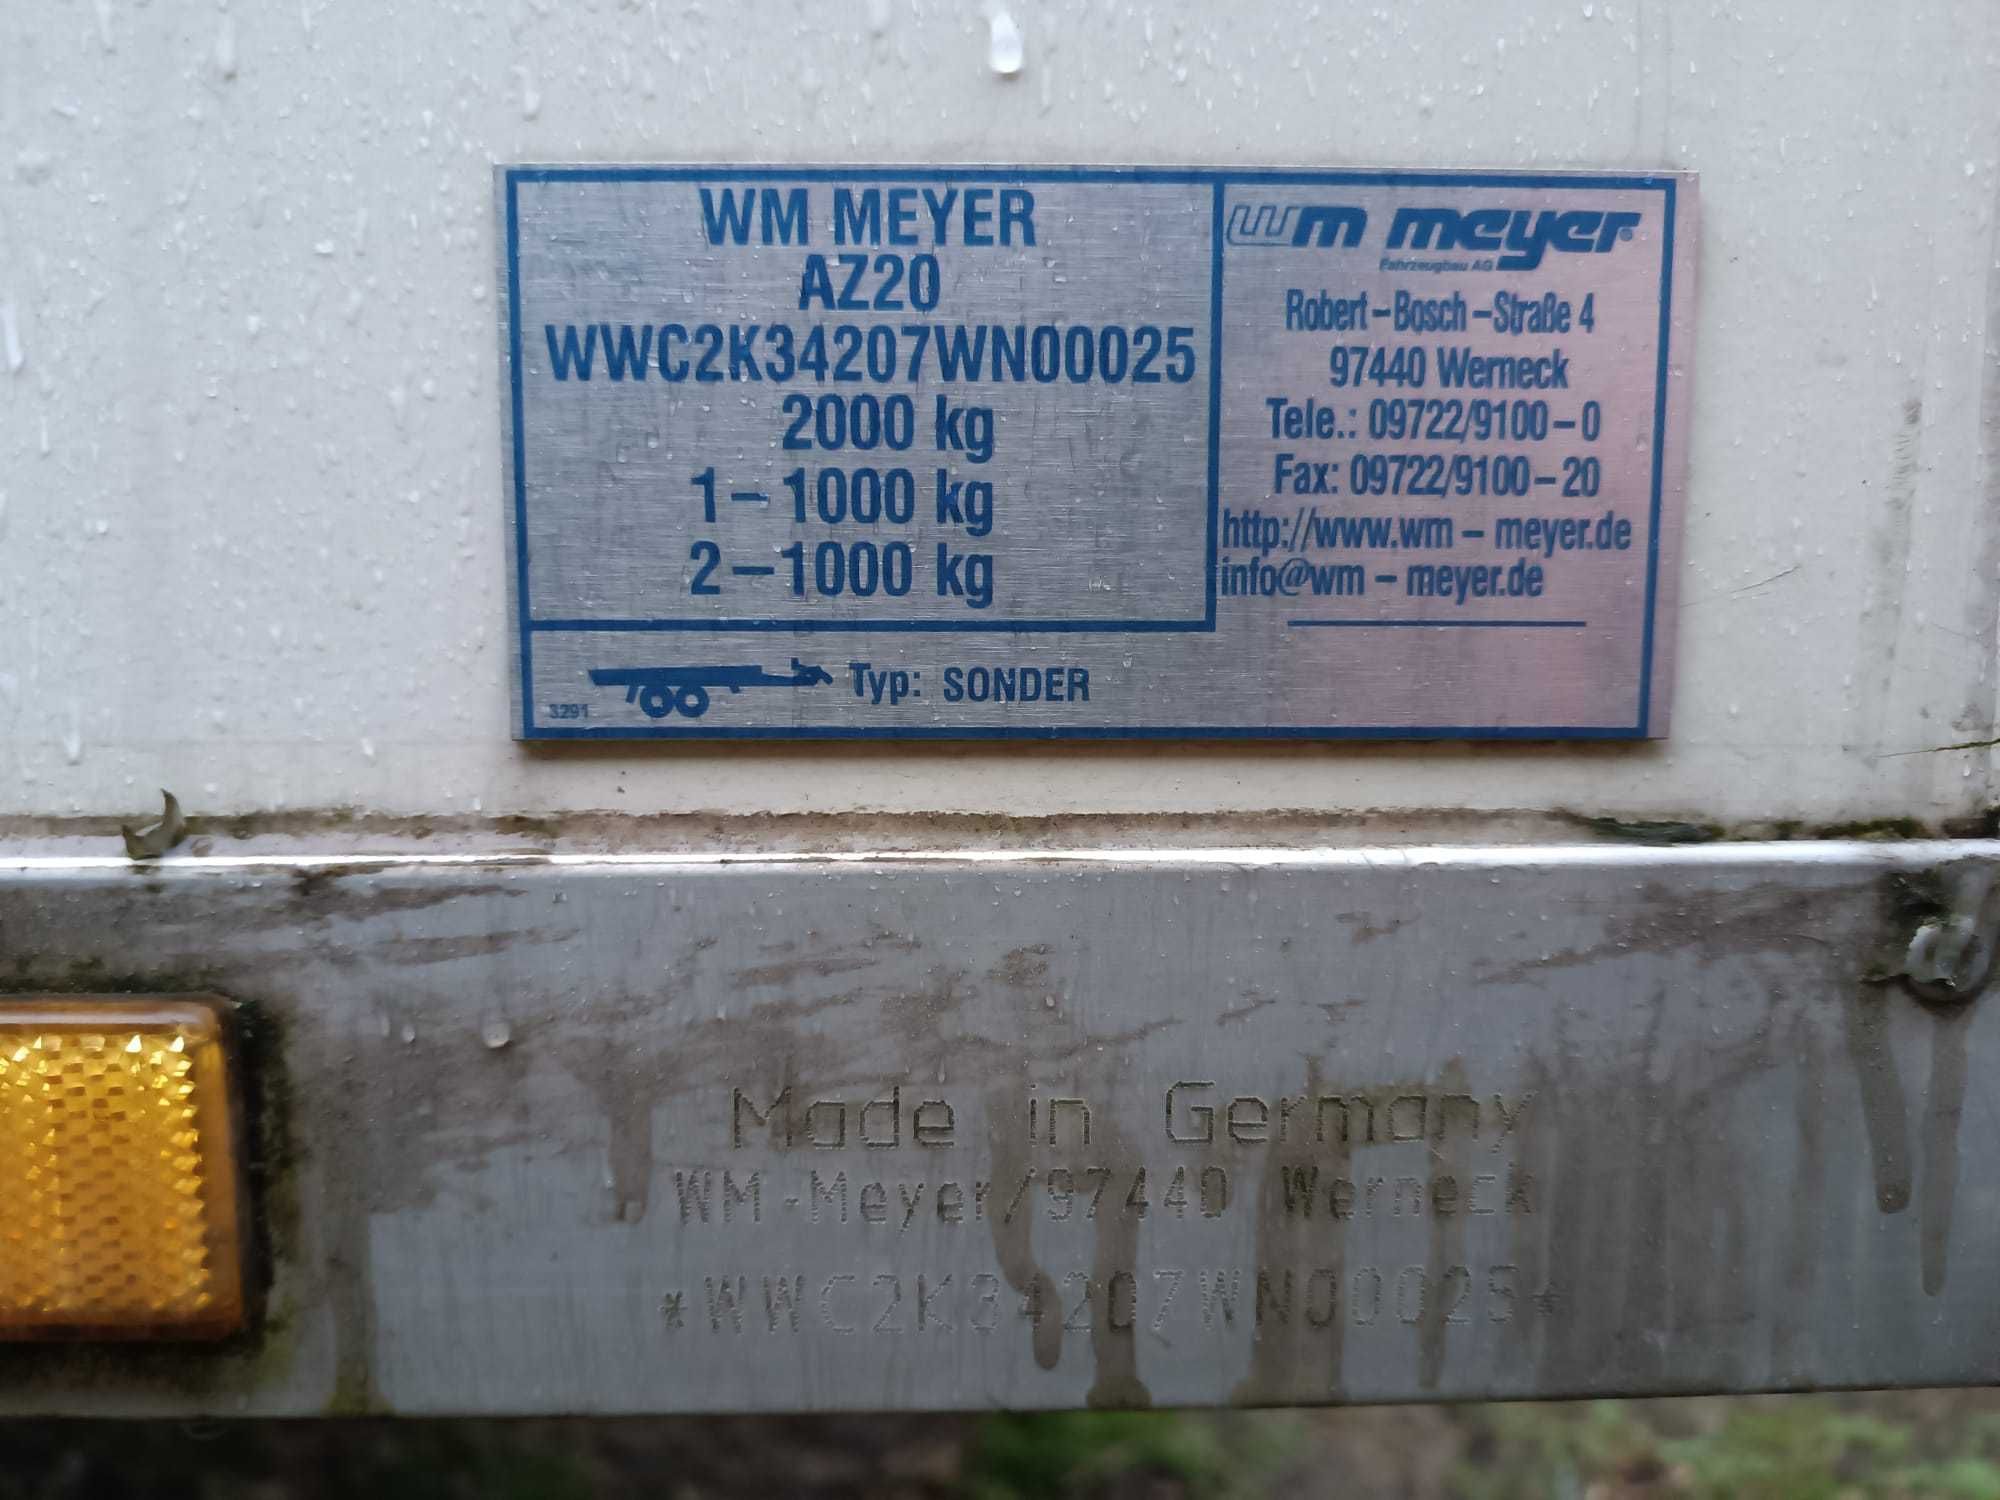 WM MEYER
AZ20
WWC2K34207WN00025
2000 kg
1-1000 kg
2-1000 kg
3291
Typ: SONDER
wm meyer®
Fahrzeugbau AG
Robert-Bosch-Straße 4
97440 Werneck
Tele.: 09722/9100-0
Fax: 09722/9100-20
http://www.wm-meyer.de
info@wm-meyer.de
Made in Germany
WM-Meyer/97440 Werneck
*WWC2K34207WN00025*